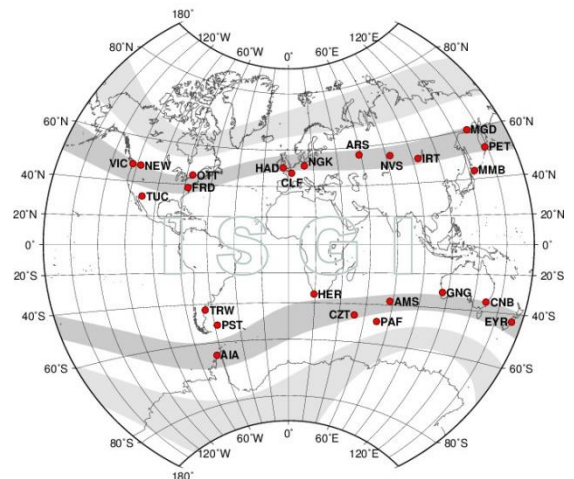 180°
120°W
60°W
0°
60°E
120°E
180°
80°N
80°N
60°N
60°N
MGD
ARS
PET
VIC
NEW
HAD
NGK
NVS
IRT
OTT
CLF
MMB
40°N
FRD
40°N
TUC
20°N
20°N
0°
ISGI
0°
20°S
20°S
HER
GNG
TRW
AMS
CNB
40°S
PST
CZT
PAF
EYR
40°S
AIA
60°S
60°S
80°S
80°S
0°
60°W
60°E
120°W
120°E
180°
180°